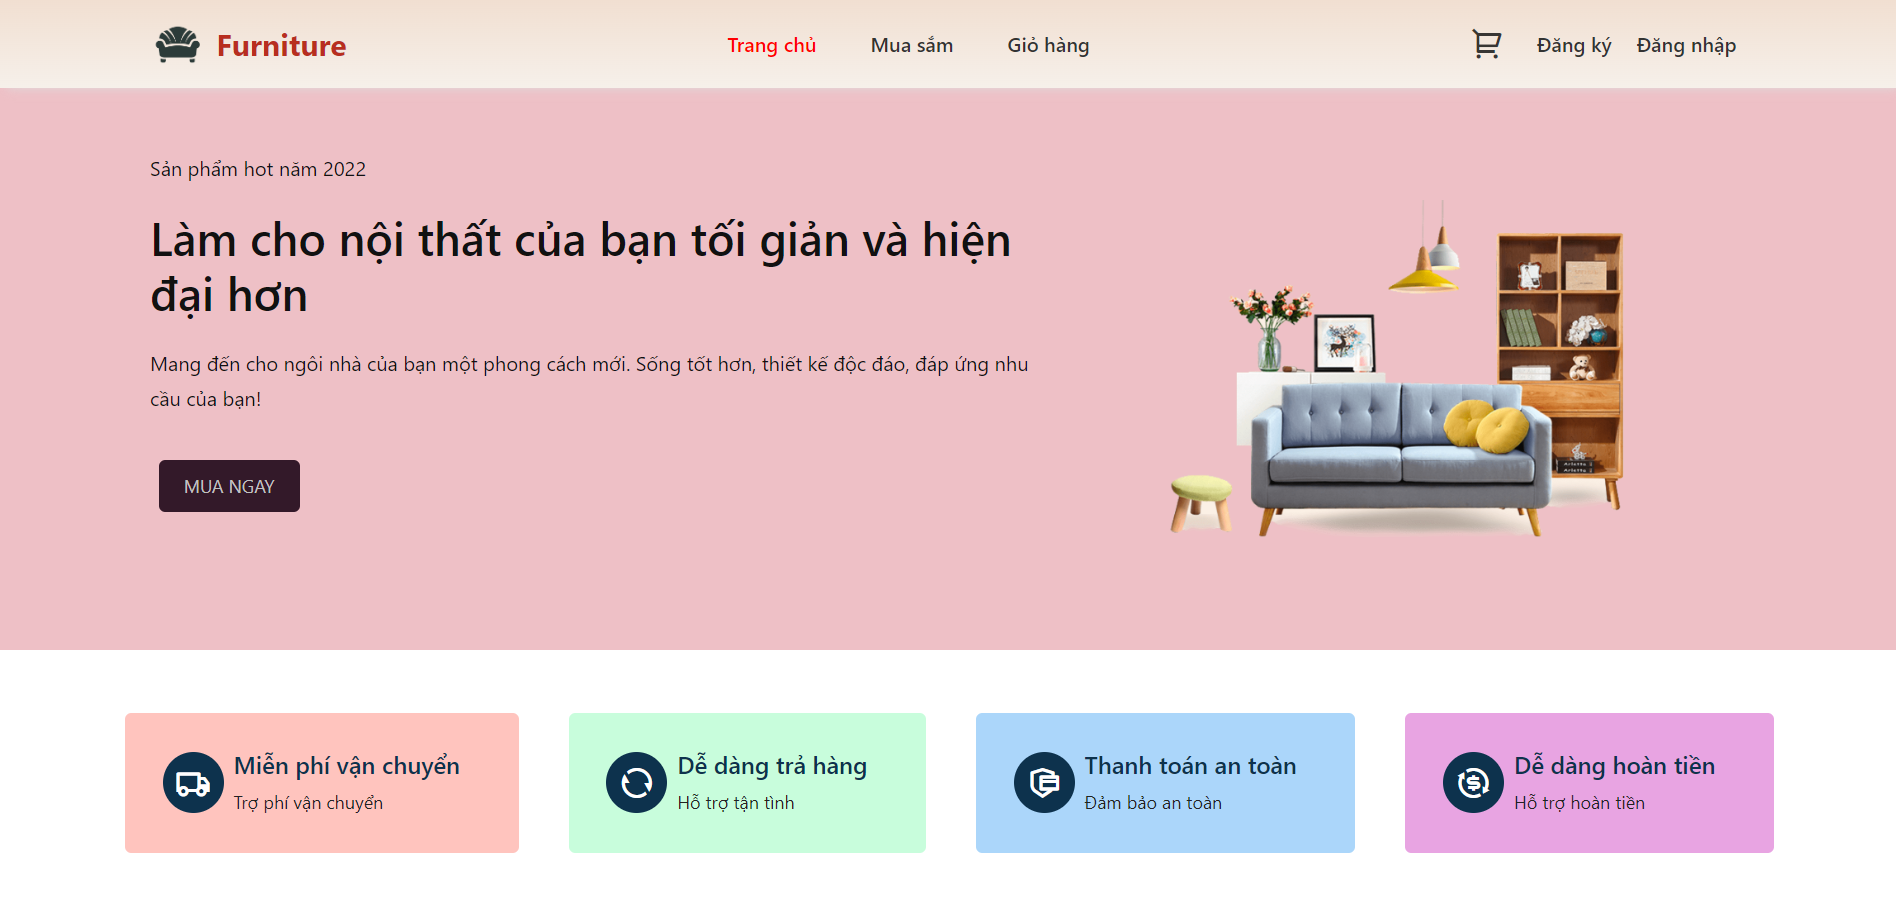 Furniture
Trang chủ
Mua sắm
Giỏ hàng
Đăng ký
Đăng nhập
Sản phẩm hot năm 2022
Làm cho nội thất của bạn tối giản và hiện
đại hơn
Mang đến cho ngôi nhà của bạn một phong cách mới. Sống tốt hơn, thiết kế độc đáo, đáp ứng nhu
cầu của bạn!
MUA NGAY
Miễn phí vận chuyển
Trợ phí vận chuyển
Dễ dàng trả hàng
Hỗ trợ tận tình
Thanh toán an toàn
Đảm bảo an toàn
Dễ dàng hoàn tiền
Hỗ trợ hoàn tiền